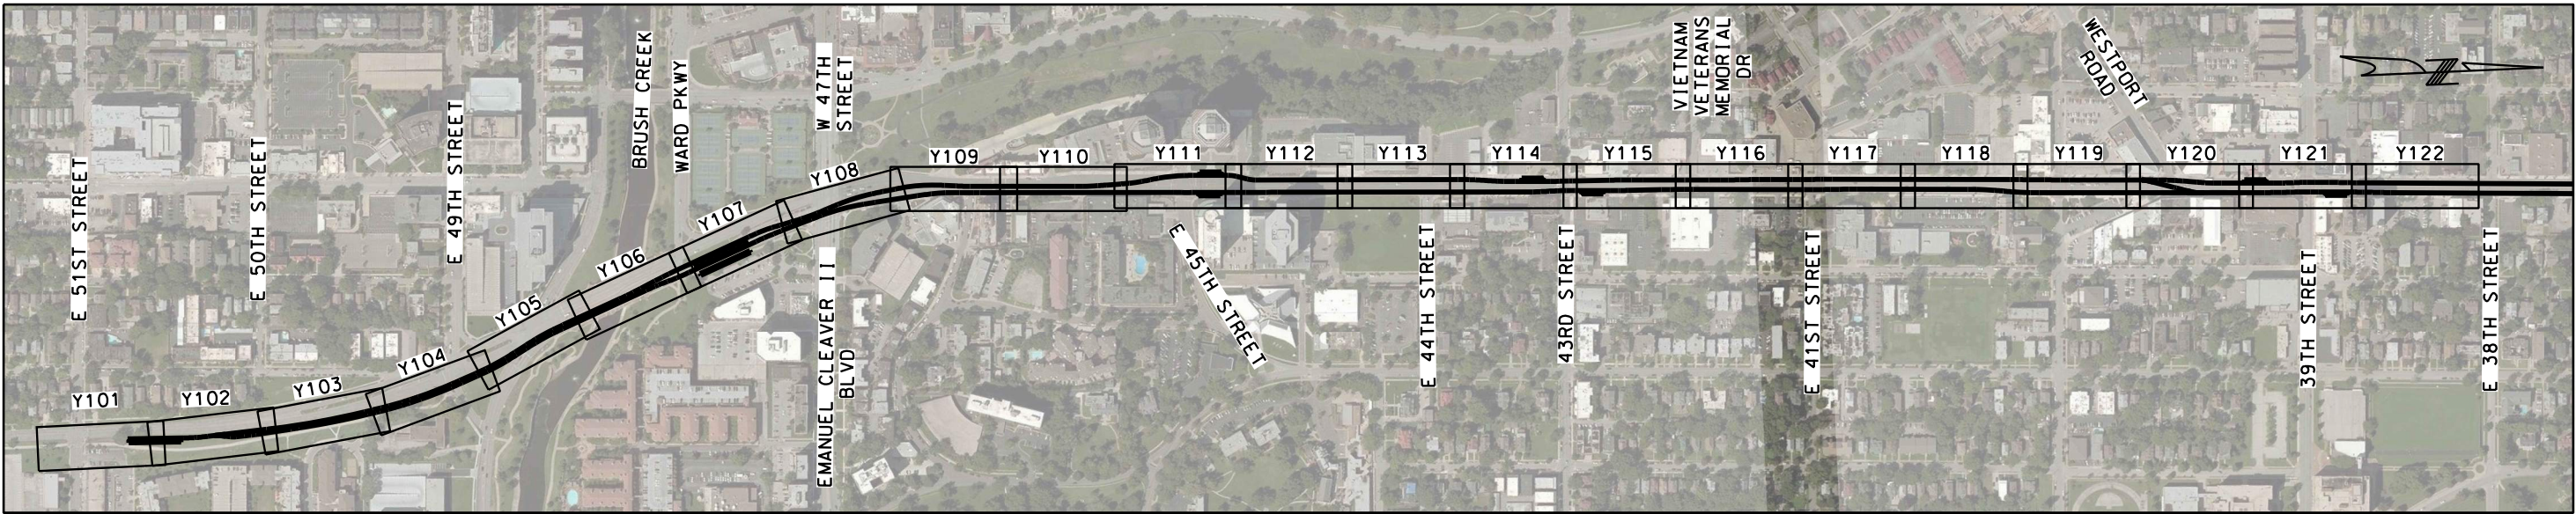 E 51ST STREET
E 50TH STREET
E 49TH STREET
BRUSH CREEK
WARD PKWY
W 47TH
STREET
EMANUEL CLEAVER II
BLVD
E 45TH STREET
E 44TH STREET
43RD STREET
VIETNAM
VETERANS
MEMORIAL
DR
E 41ST STREET
WESTPORT
ROAD
39TH STREET
E 38TH STREET
Y101
Y102
Y103
Y104
Y105
Y106
Y107
Y108
Y109
Y110
Y111
Y112
Y113
Y114
Y115
Y116
Y117
Y118
Y119
Y120
Y121
Y122